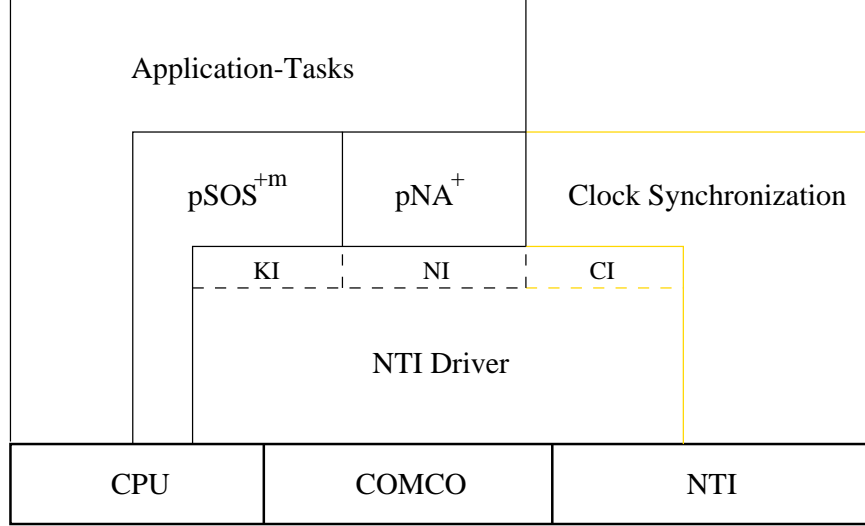 Application-Tasks
pSOS+m pNA+ Clock Synchronization
KI NI CI
NTI Driver
CPU COMCO NTI